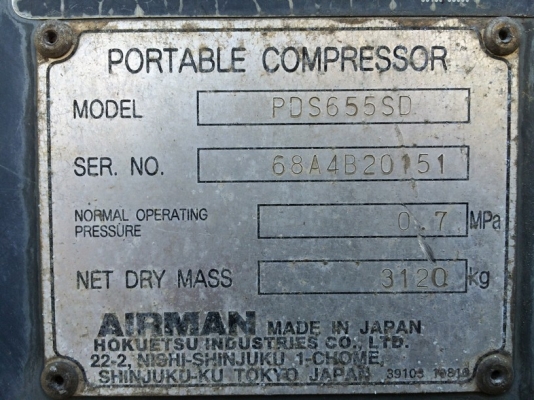 PORTABLE COMPRESSOR
MODEL PDS655SD
SER. NO. 68A4B20151
NORMAL OPERATING
PRESSURE 0.7 MPa
NET DRY MASS 3120 kg
AIRMAN MADE IN JAPAN
HOKUETSU INDUSTRIES CO., LTD.
22-2, NISHI-SHINJUKU 1-CHOME,
SHINJUKU-KU TOKYO JAPAN 39103